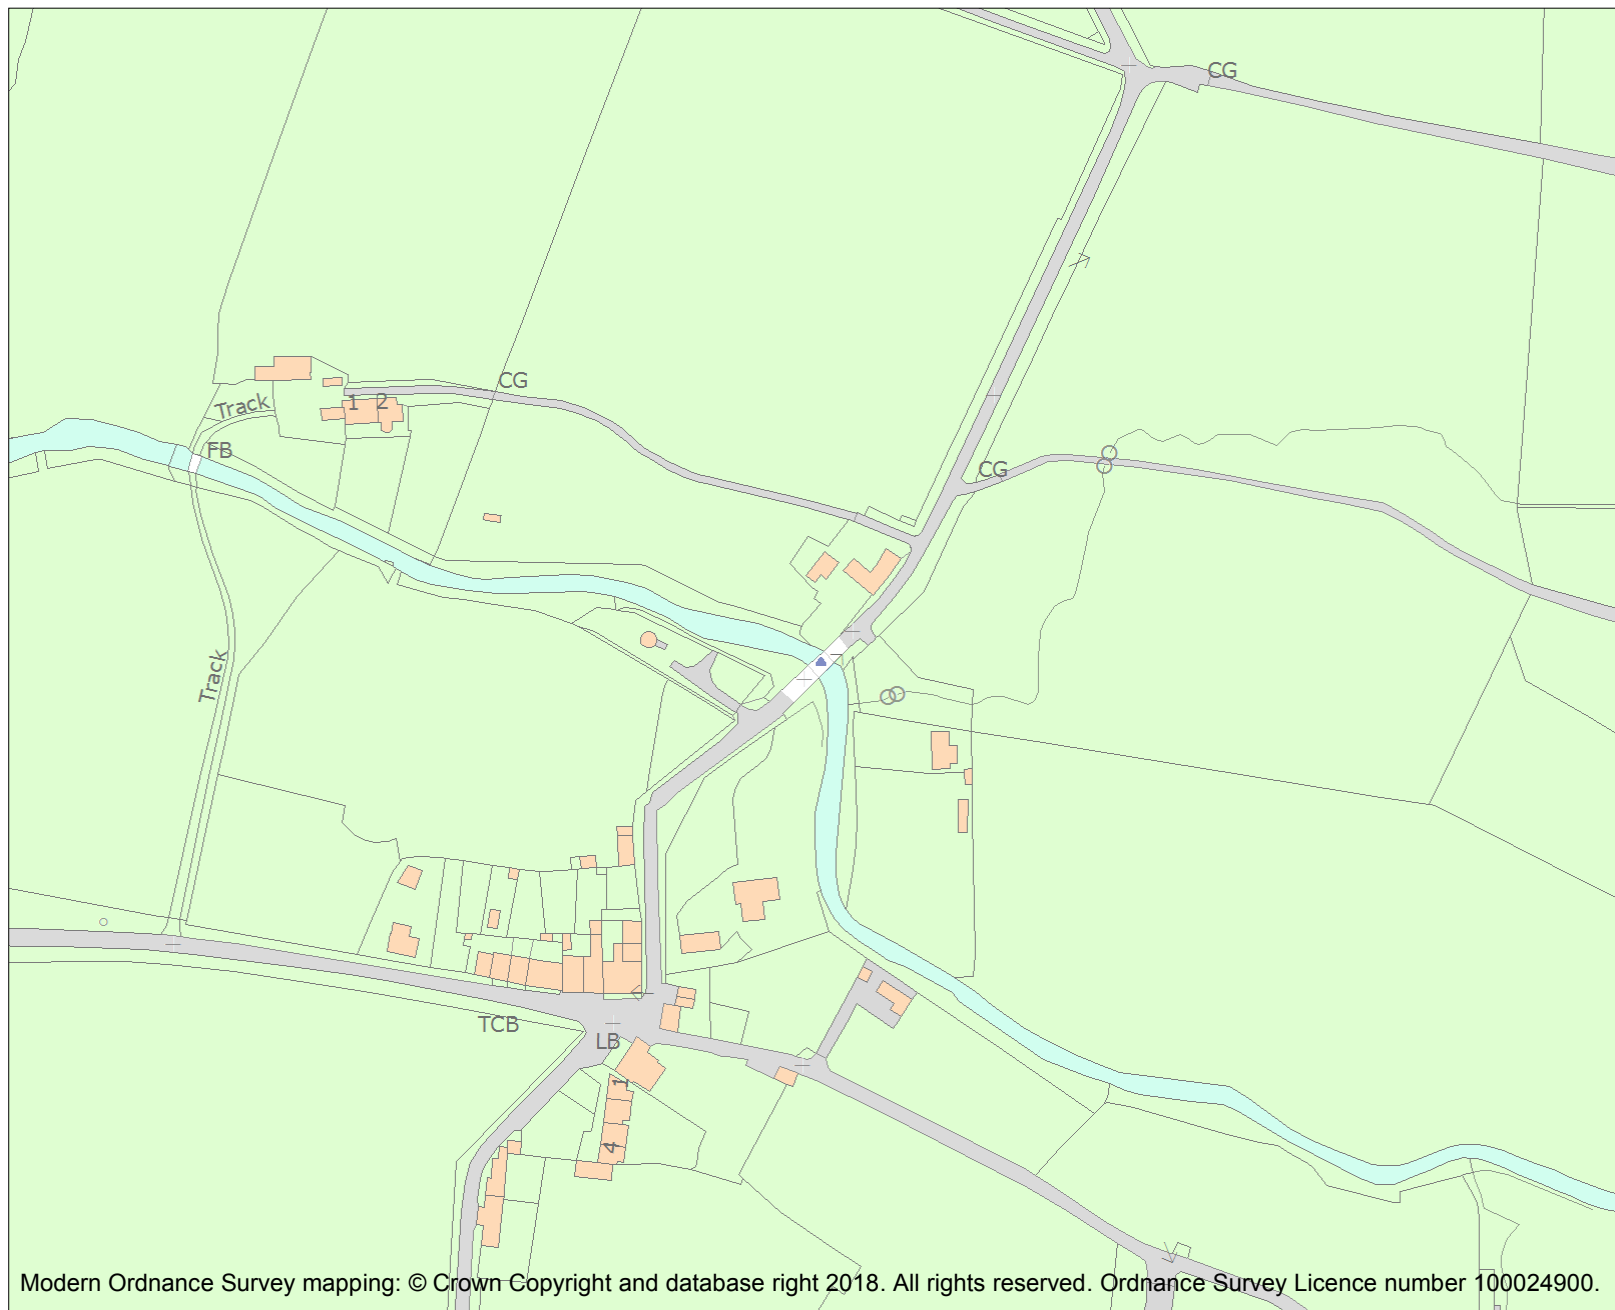 CG
CG
1 2
Track
FB
CG
Track
TCB
LB
1
4
Modern Ordnance Survey mapping: © Crown Copyright and database right 2018. All rights reserved. Ordnance Survey Licence number 100024900.